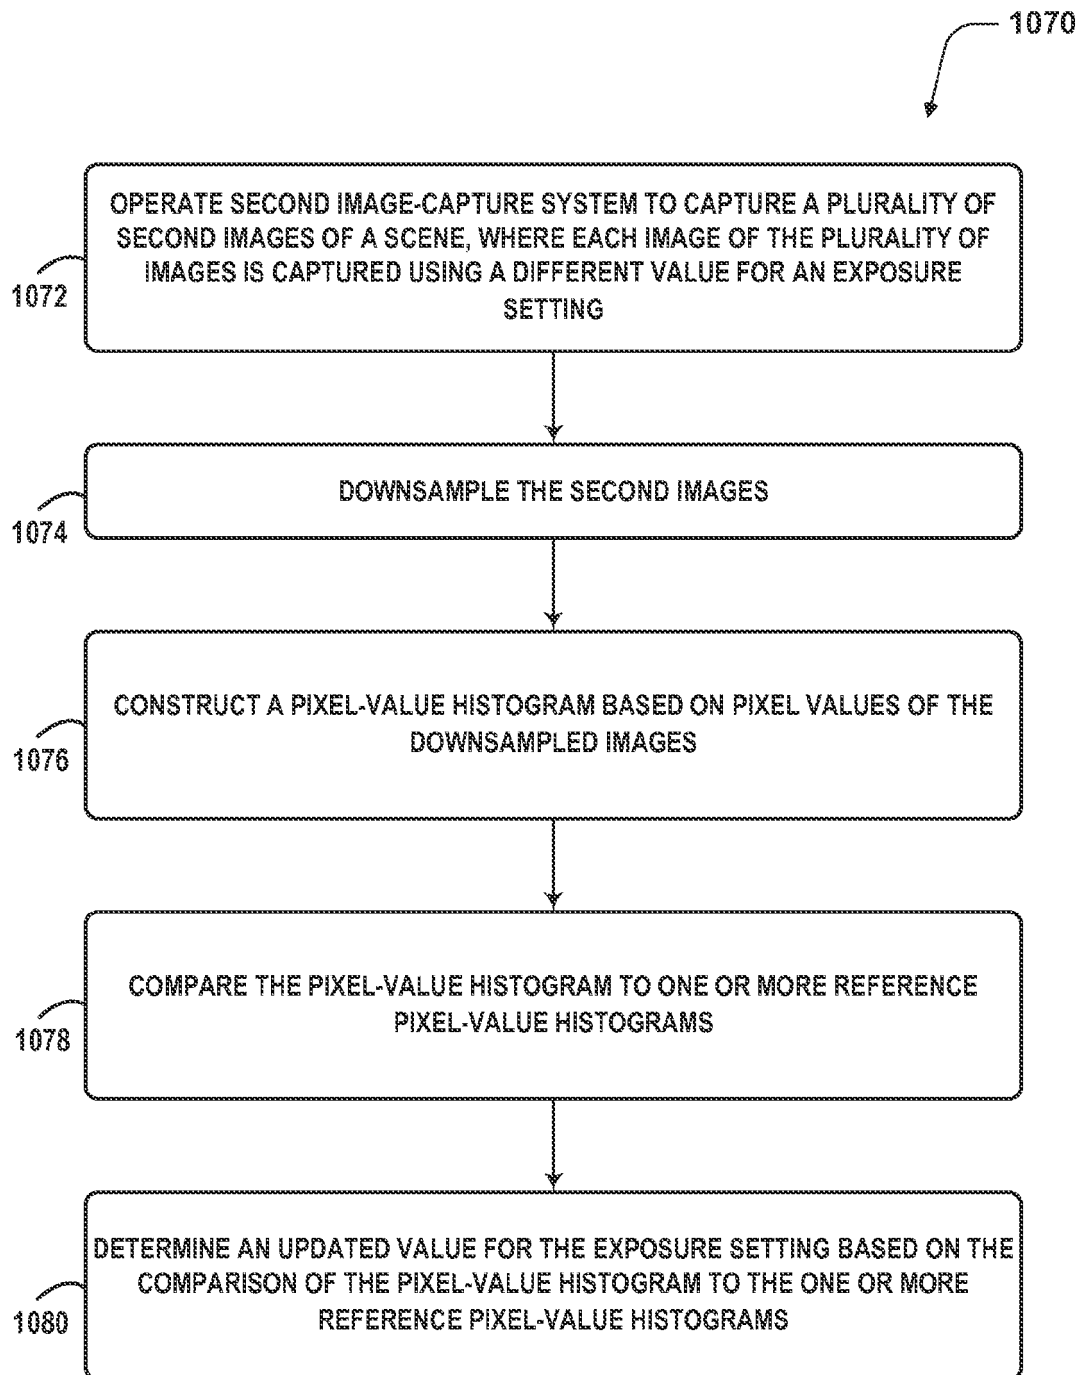 1070
OPERATE SECOND IMAGE-CAPTURE SYSTEM TO CAPTURE A PLURALITY OF
SECOND IMAGES OF A SCENE, WHERE EACH IMAGE OF THE PLURALITY OF
IMAGES IS CAPTURED USING A DIFFERENT VALUE FOR AN EXPOSURE
SETTING
1072
DOWNSAMPLE THE SECOND IMAGES
1074
CONSTRUCT A PIXEL-VALUE HISTOGRAM BASED ON PIXEL VALUES OF THE
DOWNSAMPLED IMAGES
1076
COMPARE THE PIXEL-VALUE HISTOGRAM TO ONE OR MORE REFERENCE
PIXEL-VALUE HISTOGRAMS
1078
DETERMINE AN UPDATED VALUE FOR THE EXPOSURE SETTING BASED ON THE
COMPARISON OF THE PIXEL-VALUE HISTOGRAM TO THE ONE OR MORE
REFERENCE PIXEL-VALUE HISTOGRAMS
1080